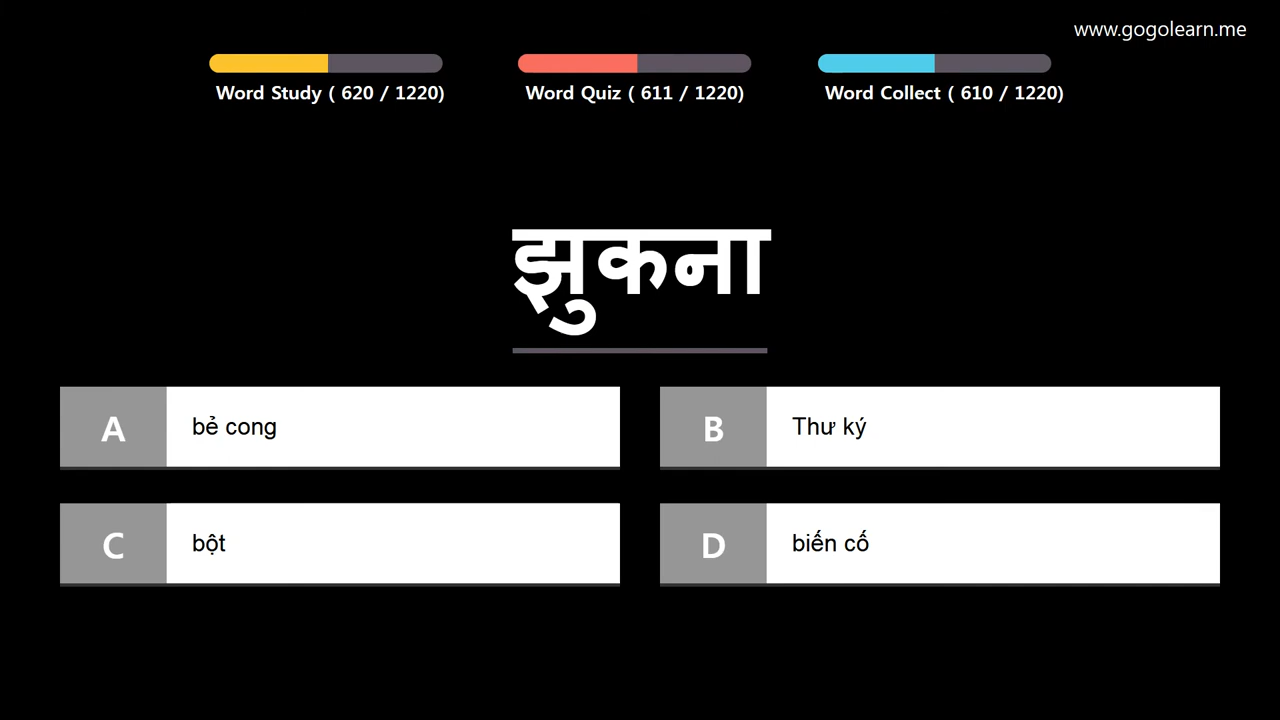 www.gogolearn.me
Word Study ( 620 / 1220)
Word Quiz ( 611 / 1220)
Word Collect ( 610 / 1220)
झुकना
A
bẻ cong
B
Thư ký
C
bột
D
biến cố